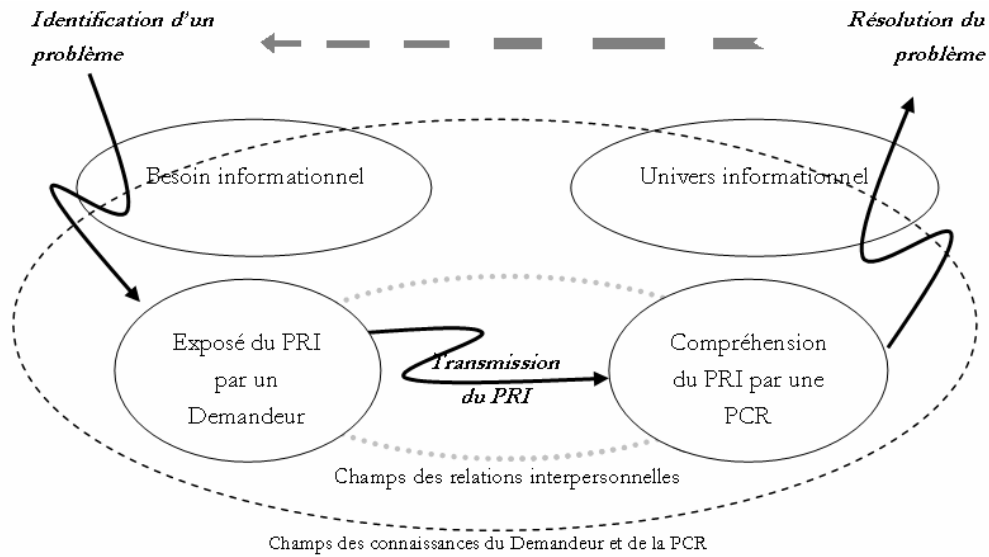 Identification d'un
problème
Résolution du
problème
Besoin informationnel
Univers informationnel
Exposé du PRI
par un
Demandeur
Transmission
du PRI
Compréhension
du PRI par une
PCR
Champs des relations interpersonnelles
Champs des connaissances du Demandeur et de la PCR